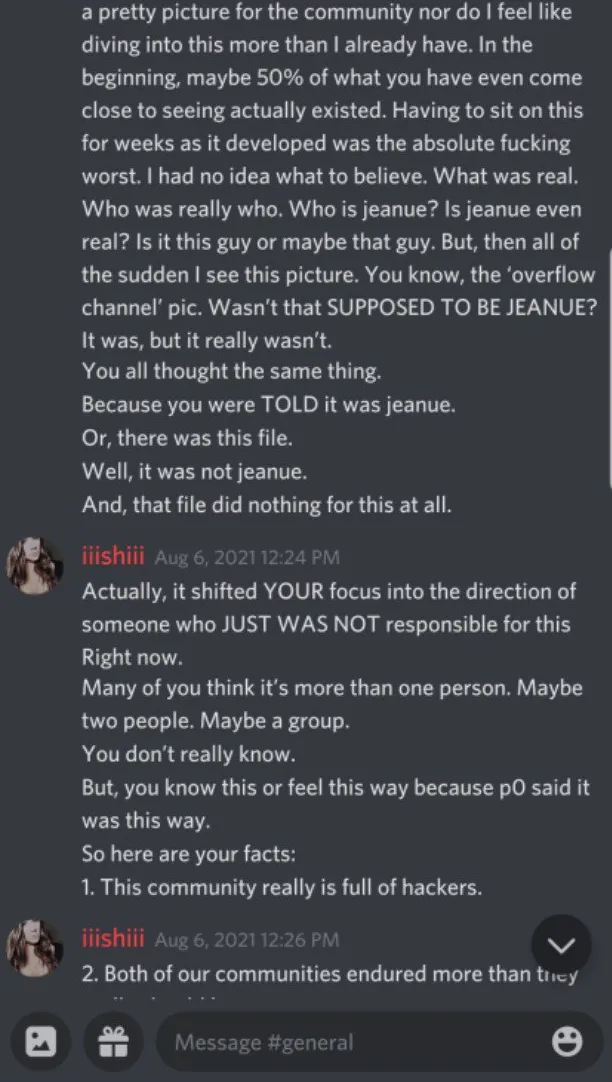 a pretty picture for the community nor do I feel like
diving into this more than I already have. In the
beginning, maybe 50% of what you have even come
close to seeing actually existed. Having to sit on this
for weeks as it developed was the absolute fucking
worst. I had no idea what to believe. What was real.
Who was really who. Who is jeanue? Is jeanue even
real? Is it this guy or maybe that guy. But, then all of
the sudden I see this picture. You know, the ‘overflow
channel’ pic. Wasn’t that SUPPOSED TO BE JEANUE?
It was, but it really wasn’t.
You all thought the same thing.
Because you were TOLD it was jeanue.
Or, there was this file.
Well, it was not jeanue.
And, that file did nothing for this at all.
iiishiii Aug 6, 2021 12:24 PM
Actually, it shifted YOUR focus into the direction of
someone who JUST WAS NOT responsible for this
Right now.
Many of you think it’s more than one person. Maybe
two people. Maybe a group.
You don’t really know.
But, you know this or feel this way because p0 said it
was this way.
So here are your facts:
1. This community really is full of hackers.
iiishiii Aug 6, 2021 12:26 PM
2. Both of our communities endured more than they
Message #general